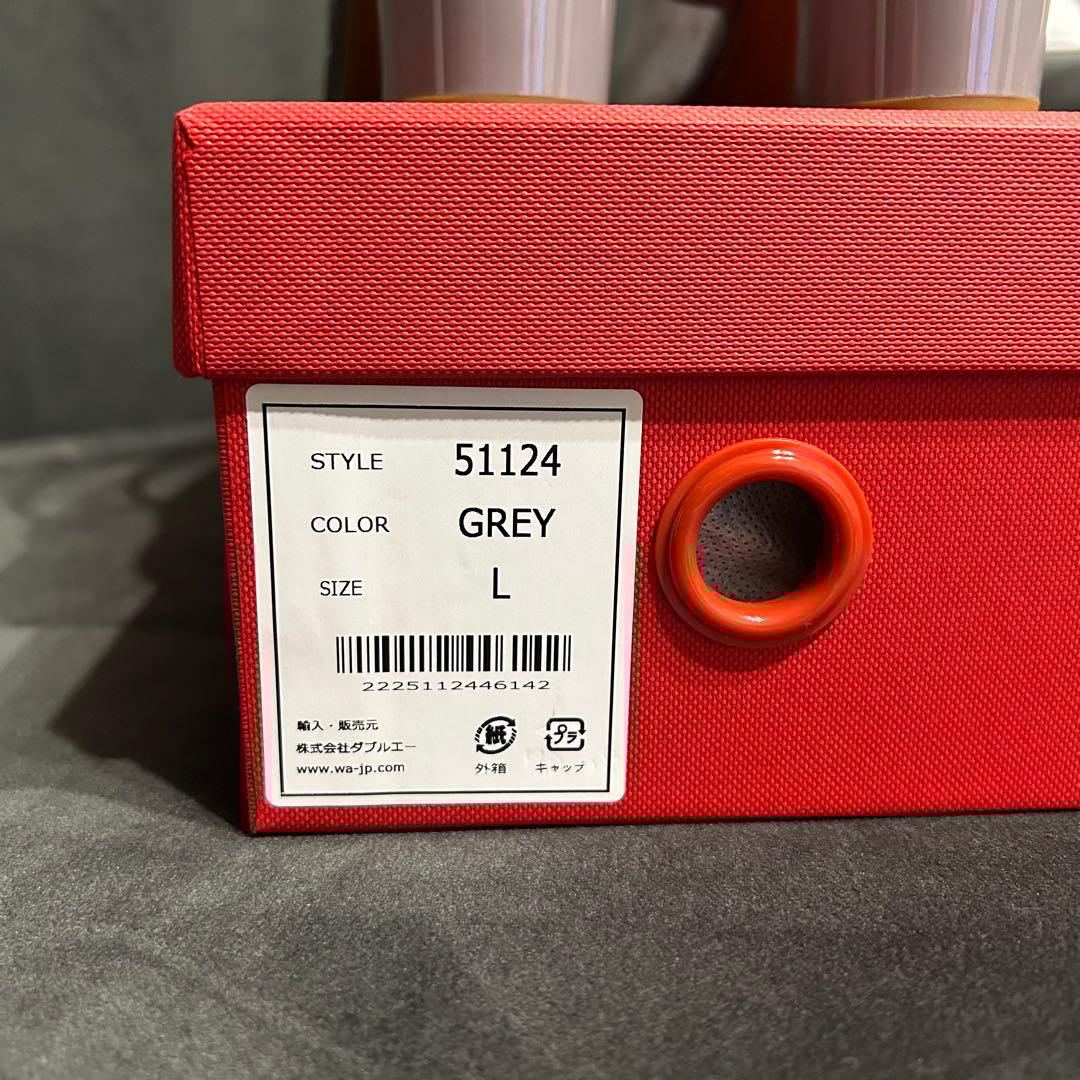 STYLE 51124
COLOR GREY
SIZE L
2225112446142
輸入・販売元
株式会社ダブルエー
www.wa-jp.com
紙 プラ
外箱 キャップ